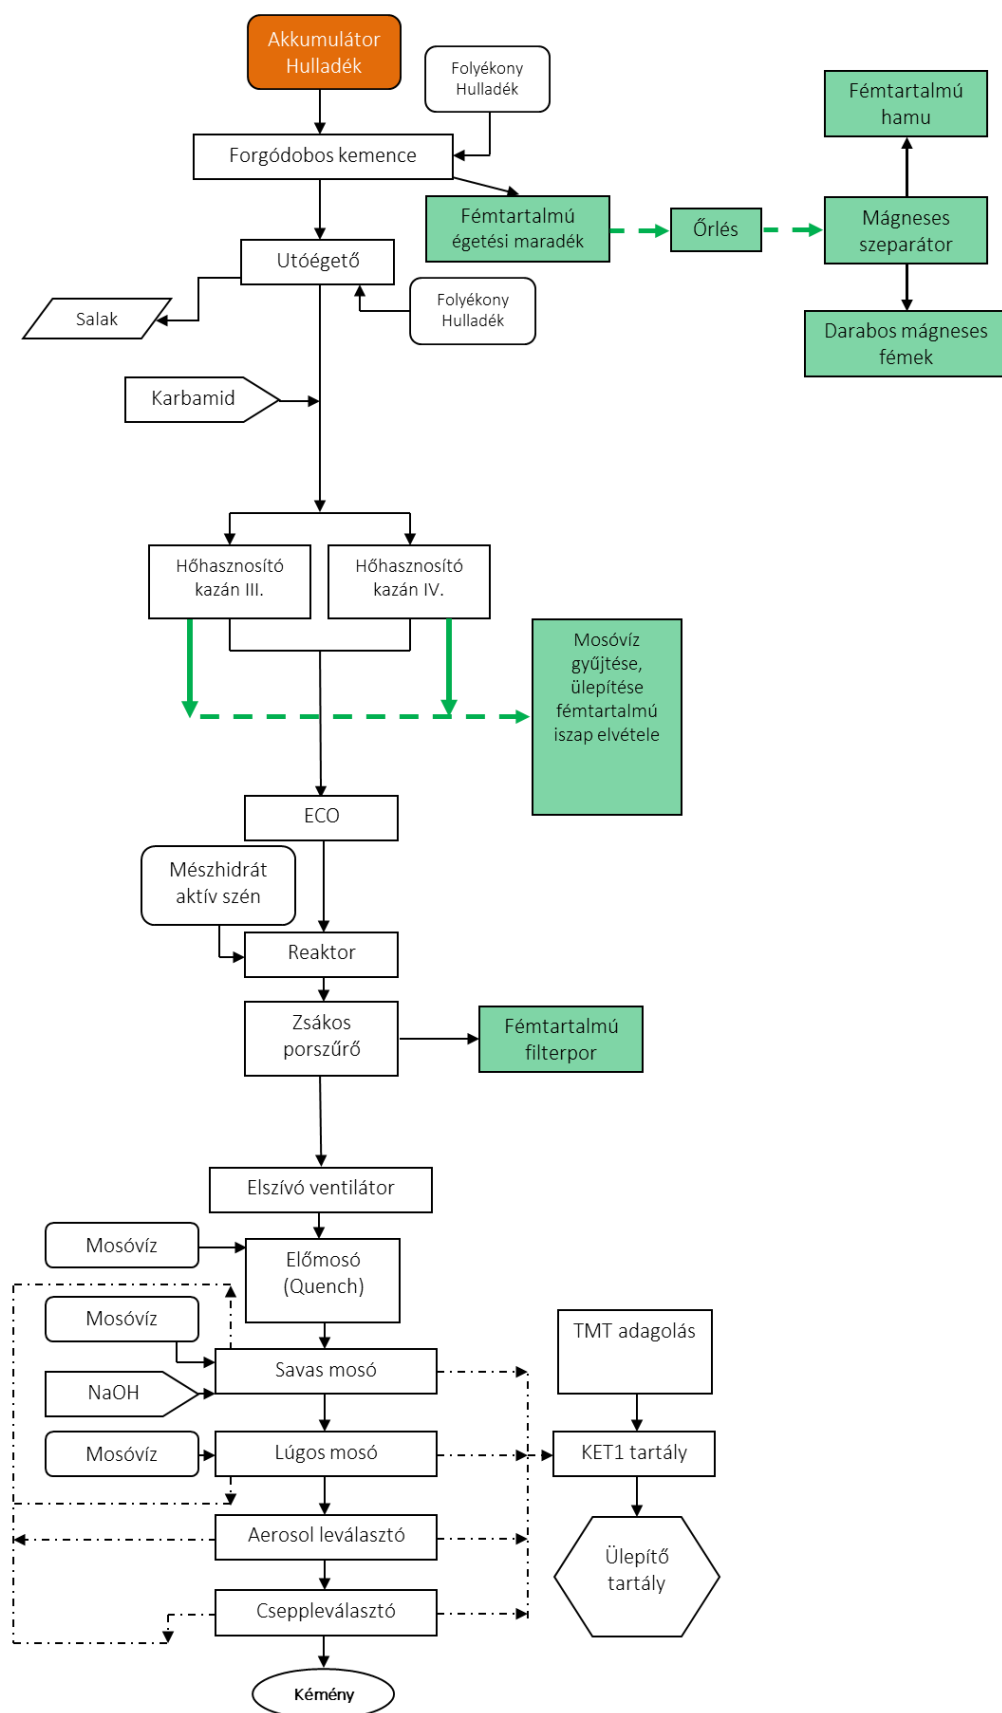 Akkumulátor
Hulladék
Folyékony
Hulladék
Fémtartalmú
hamu
Forgódobos kemence
Fémtartalmú
égetési maradék
Őrlés
Mágneses
szeparátor
Utóégető
Folyékony
Hulladék
Salak
Darabos mágneses
fémek
Karbamid
Hőhasznosító
kazán III.
Hőhasznosító
kazán IV.
Mosóvíz
gyűjtése,
ülepítése
fémtartalmú
iszap elvétele
ECO
Mészhidrát
aktív szén
Reaktor
Zsákos
porszűrő
Fémtartalmú
filterpor
Elszívó ventilátor
Mosóvíz
Előmosó
(Quench)
Mosóvíz
TMT adagolás
Savas mosó
NaOH
Mosóvíz
Lúgos mosó
KET1 tartály
Aerosol leválasztó
Ülepítő
tartály
Cseppleválasztó
Kémény